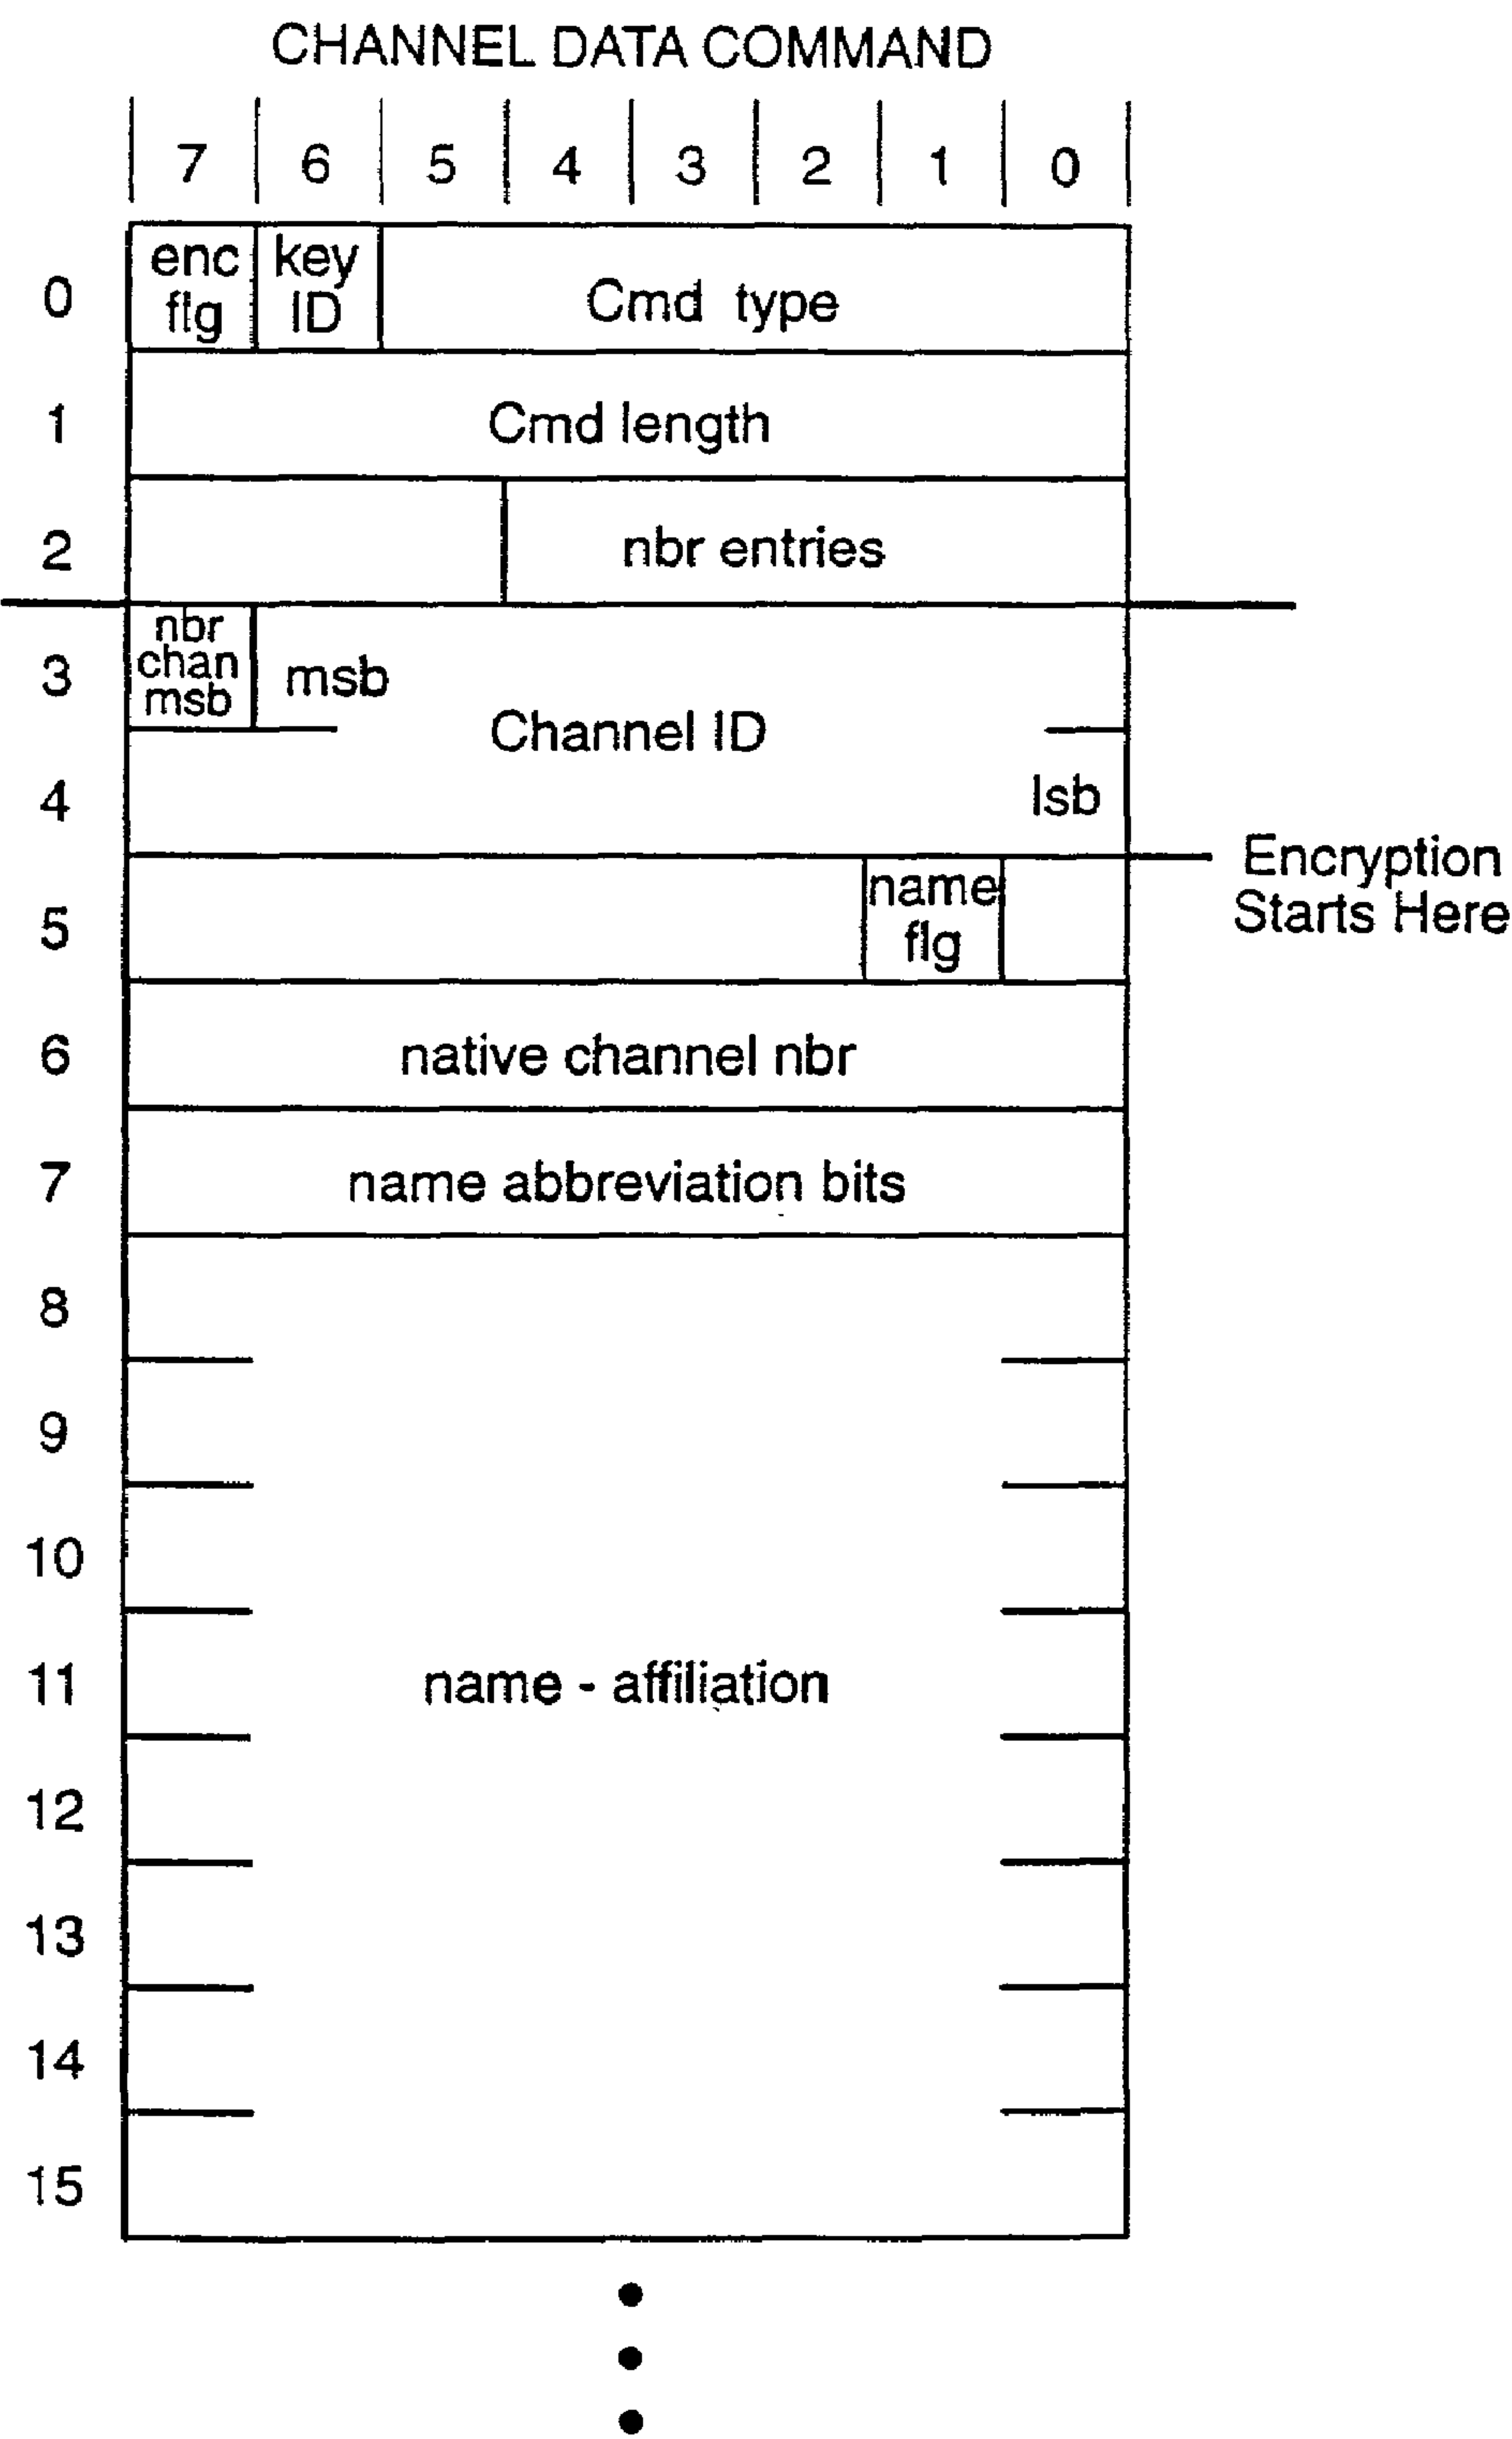 CHANNEL DATA COMMAND
7 6 5 4 3 2 1 0
0
enc
flg
key
ID
Cmd type
1
Cmd length
2
nbr entries
3
nbr
chan
msb
msb
Channel ID
4
lsb
Encryption
Starts Here
5
name
flg
6
native channel nbr
7
name abbreviation bits
8
9
10
11
name - affiliation
12
13
14
15